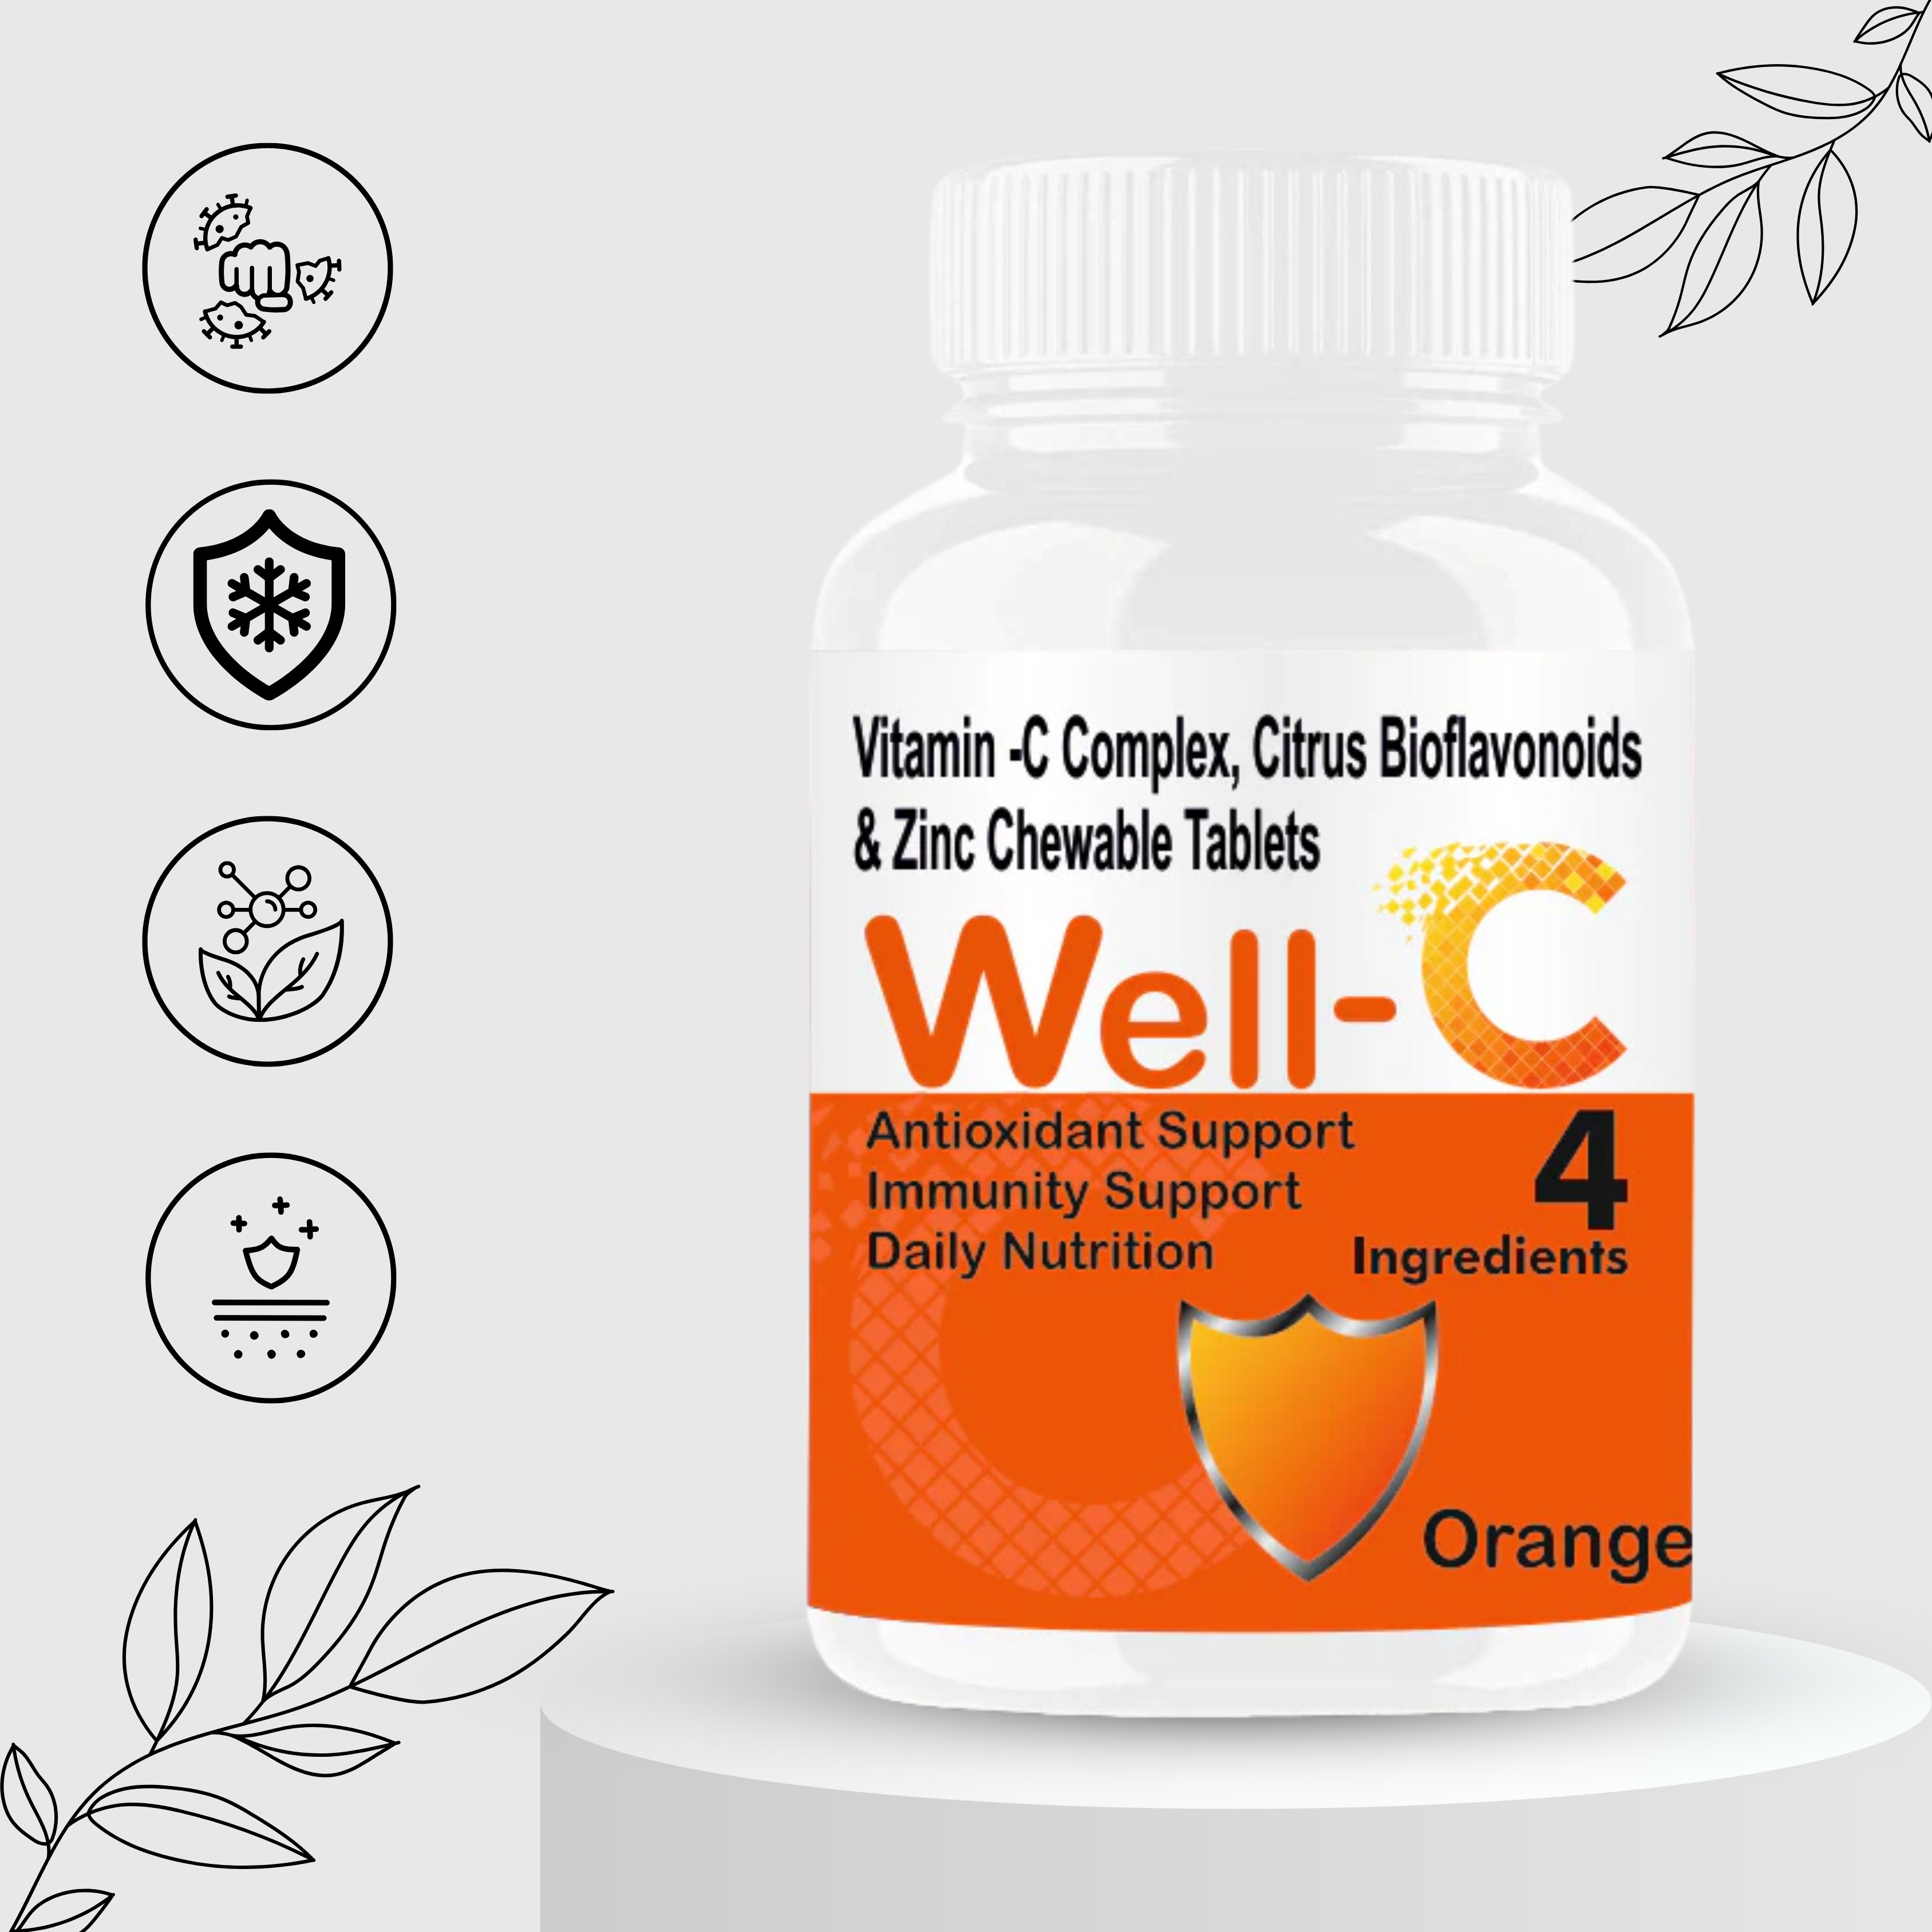 Vitamin -C Complex, Citrus Bioflavonoids
& Zinc Chewable Tablets
Well-C
Antioxidant Support
Immunity Support
Daily Nutrition
4
Ingredients
Orange